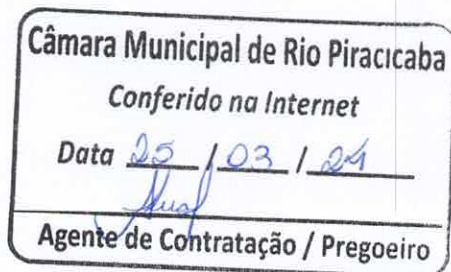 Câmara Municipal de Rio Piracicaba
Conferido na Internet
Data 25 / 03 / 24
Agente de Contratação / Pregoeiro